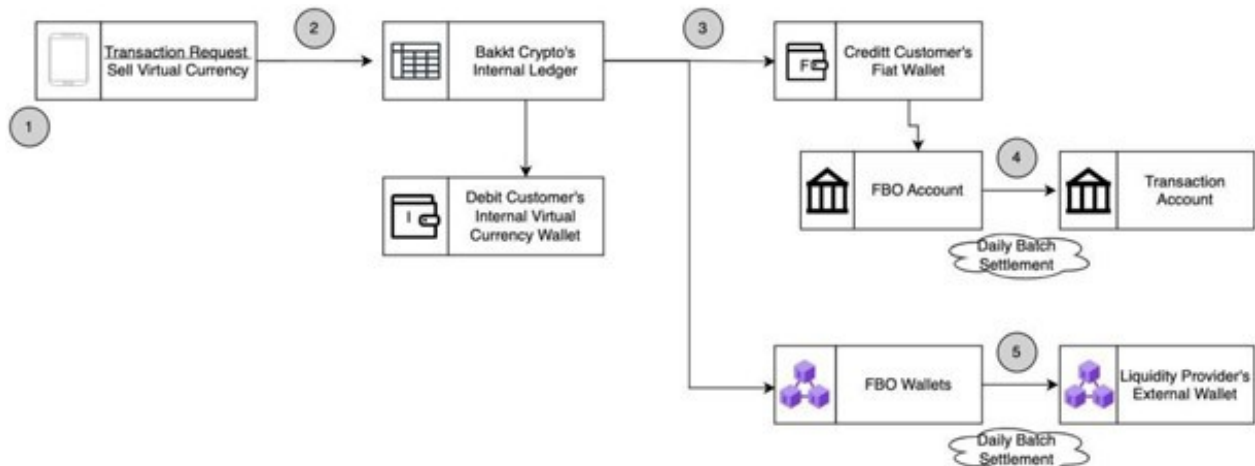 2
3
Transaction Request
Sell Virtual Currency
Bakkt Crypto's
Internal Ledger
F
Creditt Customer's
Fiat Wallet
1
4
FBO Account
Transaction
Account
I
Debit Customer's
Internal Virtual
Currency Wallet
Daily Batch
Settlement
5
FBO Wallets
Liquidity Provider's
External Wallet
Daily Batch
Settlement